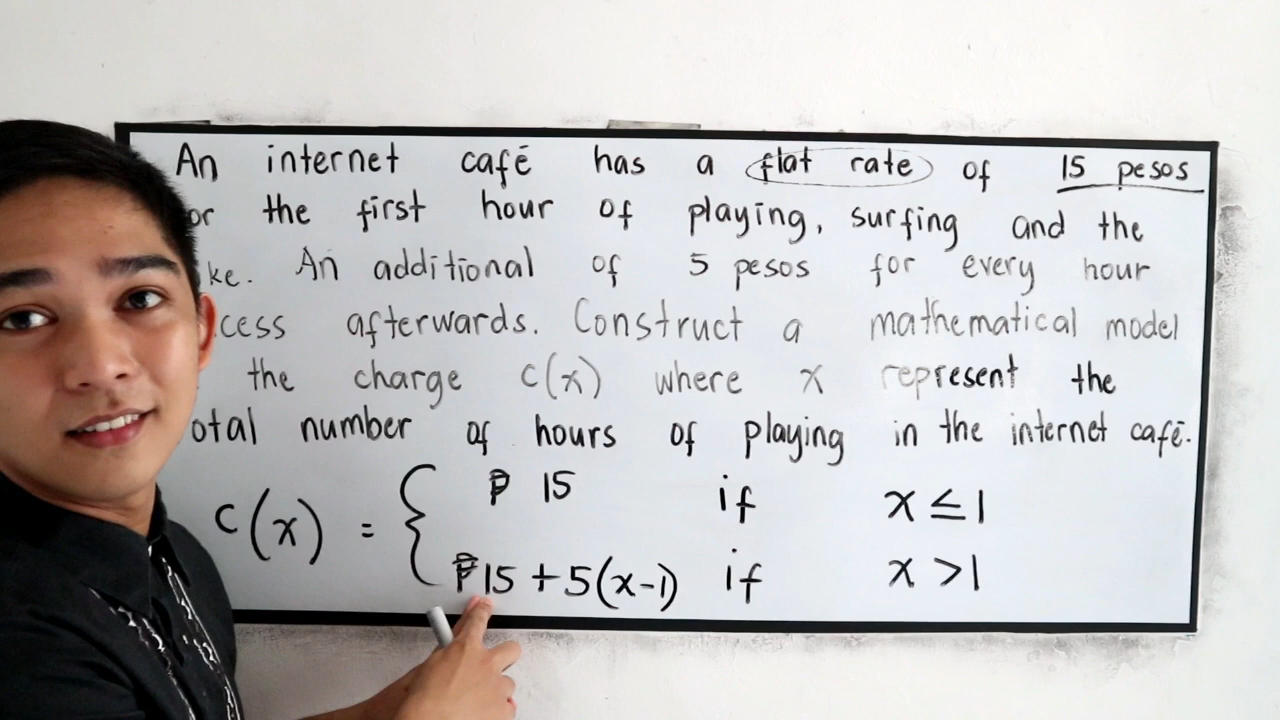 An internet cafē has a flat rate of 15 pesos
or the first hour of playing, surfing and the
ke. An additional of 5 pesos for every hour
cess afterwards. Construct a mathematical model
the charge c(x) where x represent the
otal number of hours of playing in the internet cafē.
c(x) = { ₱ 15 if x ≤ 1
₱15 + 5(x-1) if x > 1